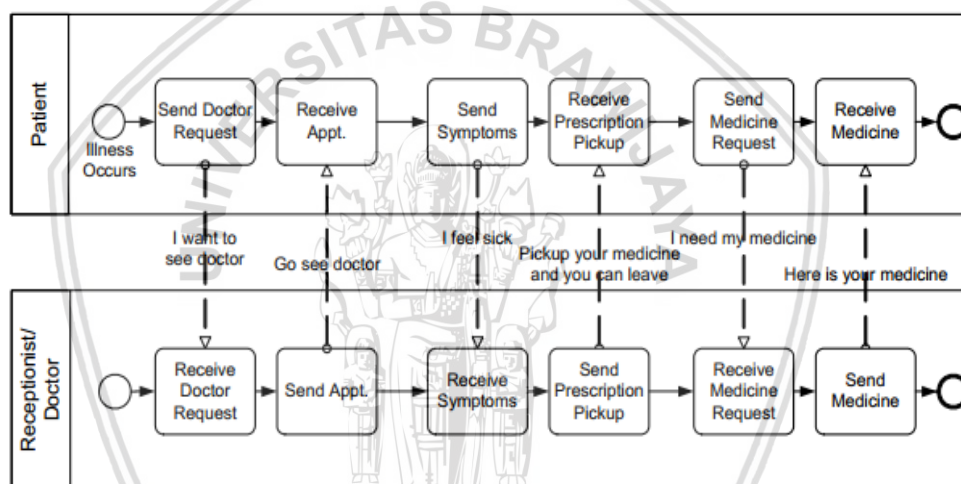 UNIVERSITAS BRAWIJAYA
Patient
Illness
Occurs
Send Doctor
Request
Receive
Appt.
Send
Symptoms
Receive
Prescription
Pickup
Send
Medicine
Request
Receive
Medicine
I want to
see doctor
Go see doctor
I feel sick
Pickup your medicine
and you can leave
I need my medicine
Here is your medicine
Receptionist/
Doctor
Receive
Doctor
Request
Send Appt.
Receive
Symptoms
Send
Prescription
Pickup
Receive
Medicine
Request
Send
Medicine